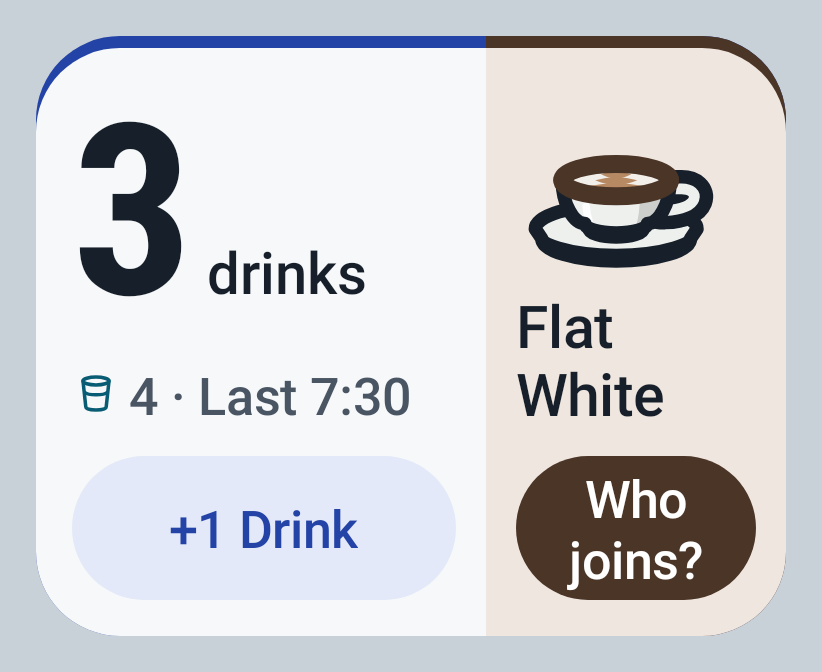 3 drinks
4 · Last 7:30
+1 Drink
Flat
White
Who
joins?